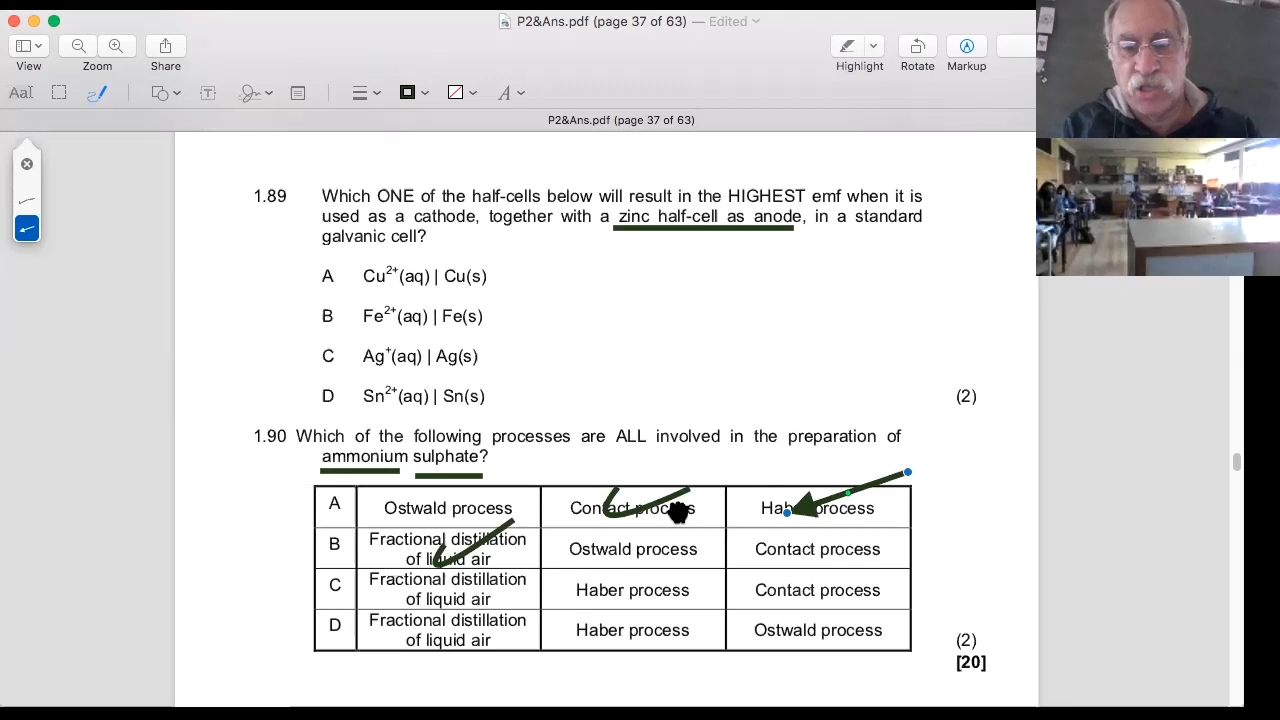 P2&Ans.pdf (page 37 of 63) — Edited
View
Zoom
Share
Highlight
Rotate
Markup
AaI
A
P2&Ans.pdf (page 37 of 63)
1.89 Which ONE of the half-cells below will result in the HIGHEST emf when it is
used as a cathode, together with a zinc half-cell as anode, in a standard
galvanic cell?
A Cu²⁺(aq) | Cu(s)
B Fe²⁺(aq) | Fe(s)
C Ag⁺(aq) | Ag(s)
D Sn²⁺(aq) | Sn(s) (2)
1.90 Which of the following processes are ALL involved in the preparation of
ammonium sulphate?
A Ostwald process Contact process Haber process
B Fractional distillation of liquid air Ostwald process Contact process
C Fractional distillation of liquid air Haber process Contact process
D Fractional distillation of liquid air Haber process Ostwald process
(2)
[20]